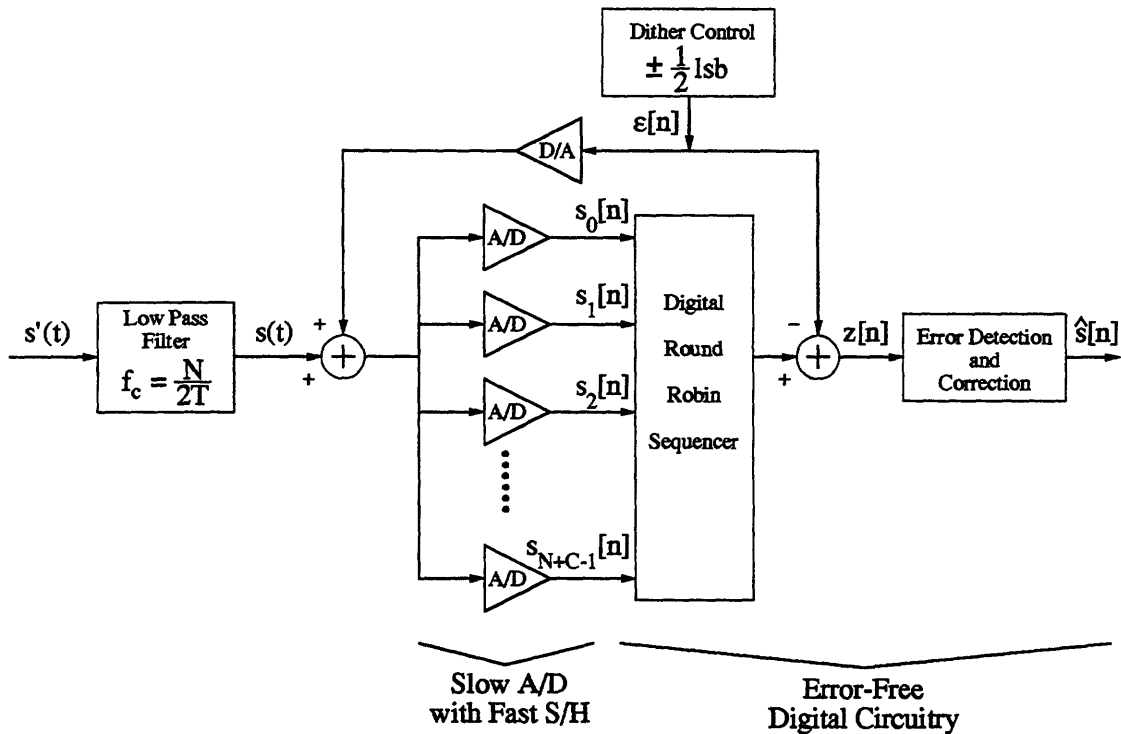 Dither Control
± 1/2 lsb
ε[n]
D/A
s'(t)
Low Pass
Filter
f_c = N/2T
s(t)
+
+
+
A/D
s_0[n]
A/D
s_1[n]
A/D
s_2[n]
A/D
s_{N+C-1}[n]
Digital
Round
Robin
Sequencer
−
+
+
z[n]
Error Detection
and
Correction
ŝ[n]
Slow A/D
with Fast S/H
Error-Free
Digital Circuitry